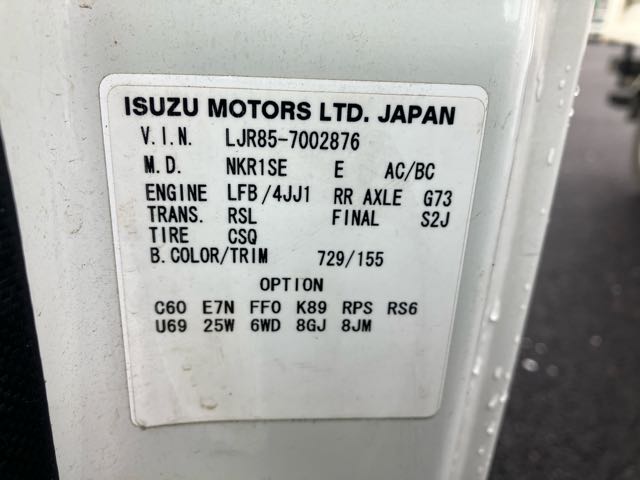 ISUZU MOTORS LTD. JAPAN
V.I.N. LJR85-7002876
M.D. NKR1SE E AC/BC
ENGINE LFB/4JJ1 RR AXLE G73
TRANS. RSL FINAL S2J
TIRE CSQ
B.COLOR/TRIM 729/155
OPTION
C60 E7N FF0 K89 RPS RS6
U69 25W 6WD 8GJ 8JM